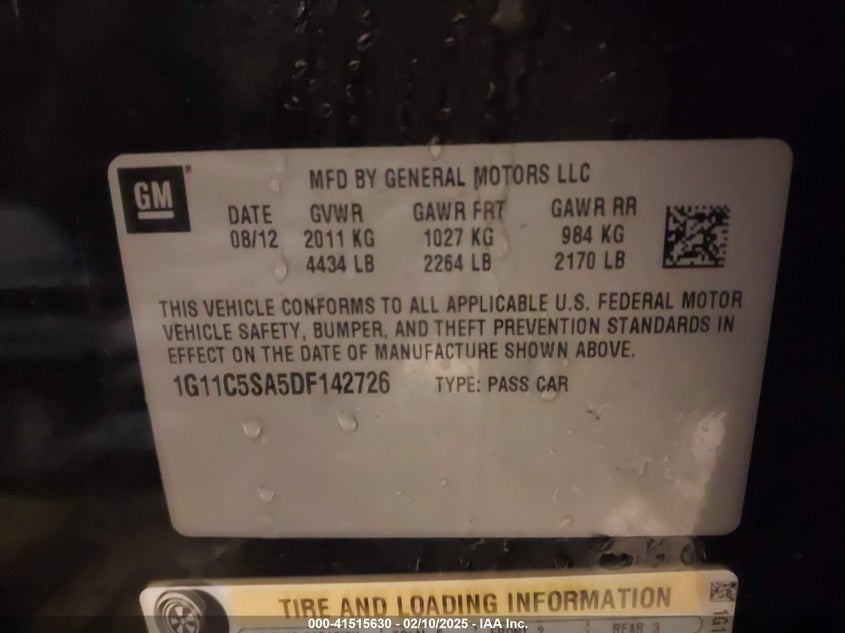 GM
MFD BY GENERAL MOTORS LLC
DATE GVWR GAWR FRT GAWR RR
08/12 2011 KG 1027 KG 984 KG
4434 LB 2264 LB 2170 LB
THIS VEHICLE CONFORMS TO ALL APPLICABLE U.S. FEDERAL MOTOR
VEHICLE SAFETY, BUMPER, AND THEFT PREVENTION STANDARDS IN
EFFECT ON THE DATE OF MANUFACTURE SHOWN ABOVE.
1G11C5SA5DF142726 TYPE: PASS CAR
TIRE AND LOADING INFORMATION
REAR 3
1G1
000-41515630 - 02/10/2025 - IAA Inc.